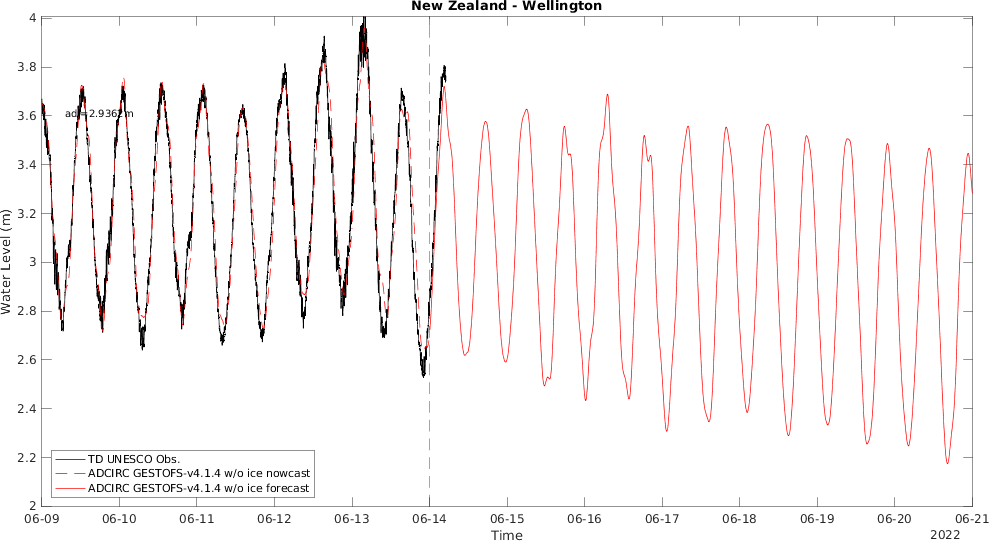 New Zealand - Wellington
4
3.8
3.6
3.4
3.2
3
2.8
2.6
2.4
2.2
2
Water Level (m)
adj=2.9362m
TD UNESCO Obs.
ADCIRC GESTOFS-v4.1.4 w/o ice nowcast
ADCIRC GESTOFS-v4.1.4 w/o ice forecast
06-09 06-10 06-11 06-12 06-13 06-14 06-15 06-16 06-17 06-18 06-19 06-20 06-21
Time
2022